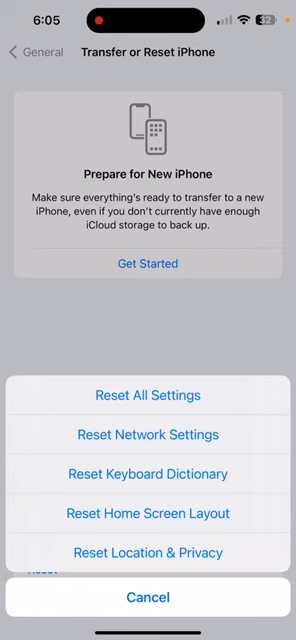 6:05
32
General
Transfer or Reset iPhone
Prepare for New iPhone
Make sure everything's ready to transfer to a new
iPhone, even if you don't currently have enough
iCloud storage to back up.
Get Started
Reset All Settings
Reset Network Settings
Reset Keyboard Dictionary
Reset Home Screen Layout
Reset Location & Privacy
Cancel